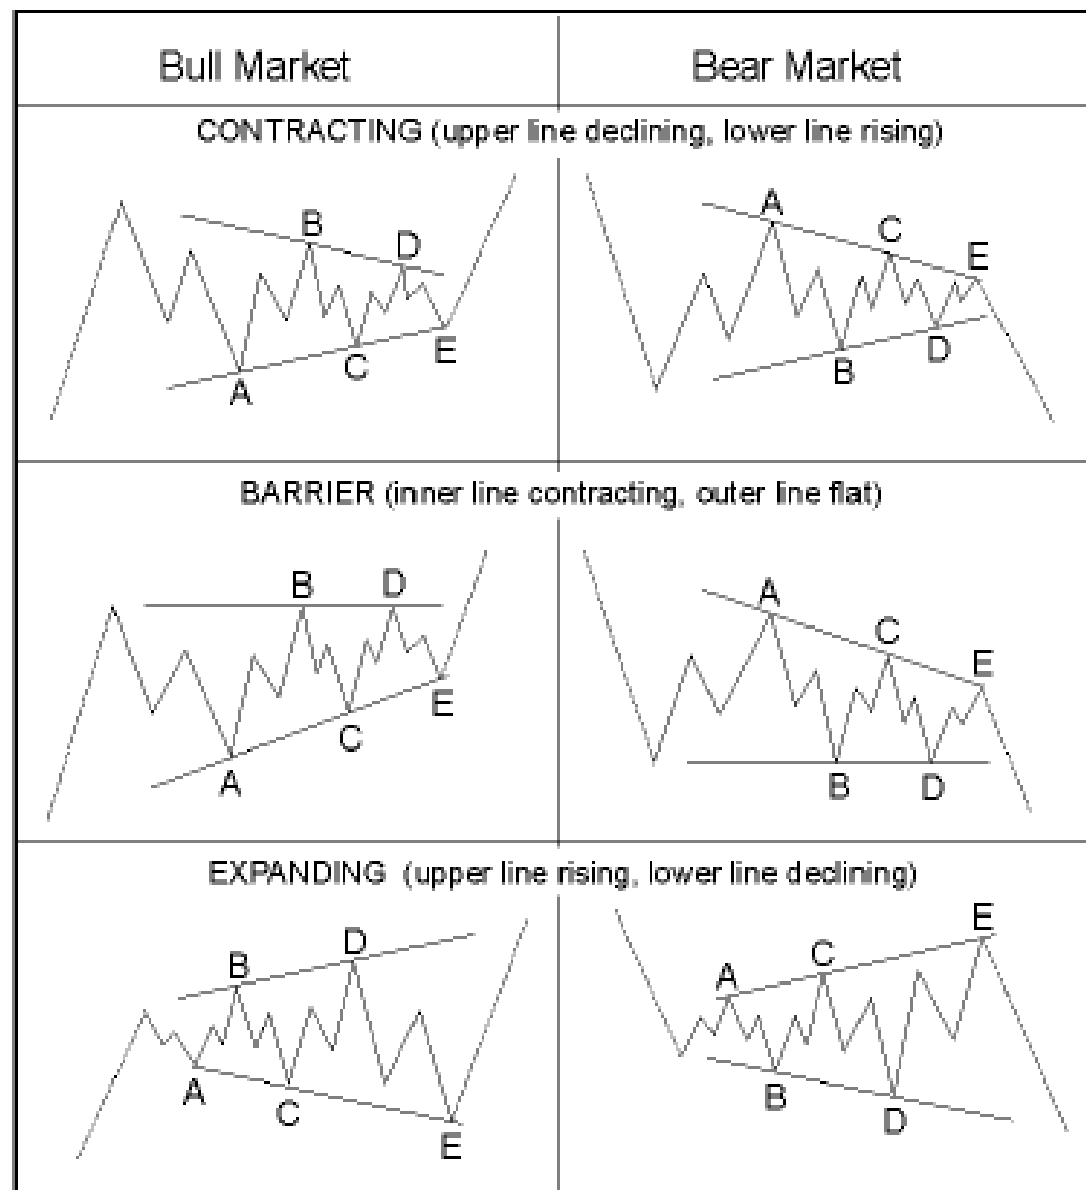 Bull Market Bear Market
CONTRACTING (upper line declining, lower line rising)
A
B C
D E
E
C D
A B
BARRIER (inner line contracting, outer line flat)
B D A
C
E
E
C
A B D
EXPANDING (upper line rising, lower line declining)
D E
B C
A
A B
C D
E